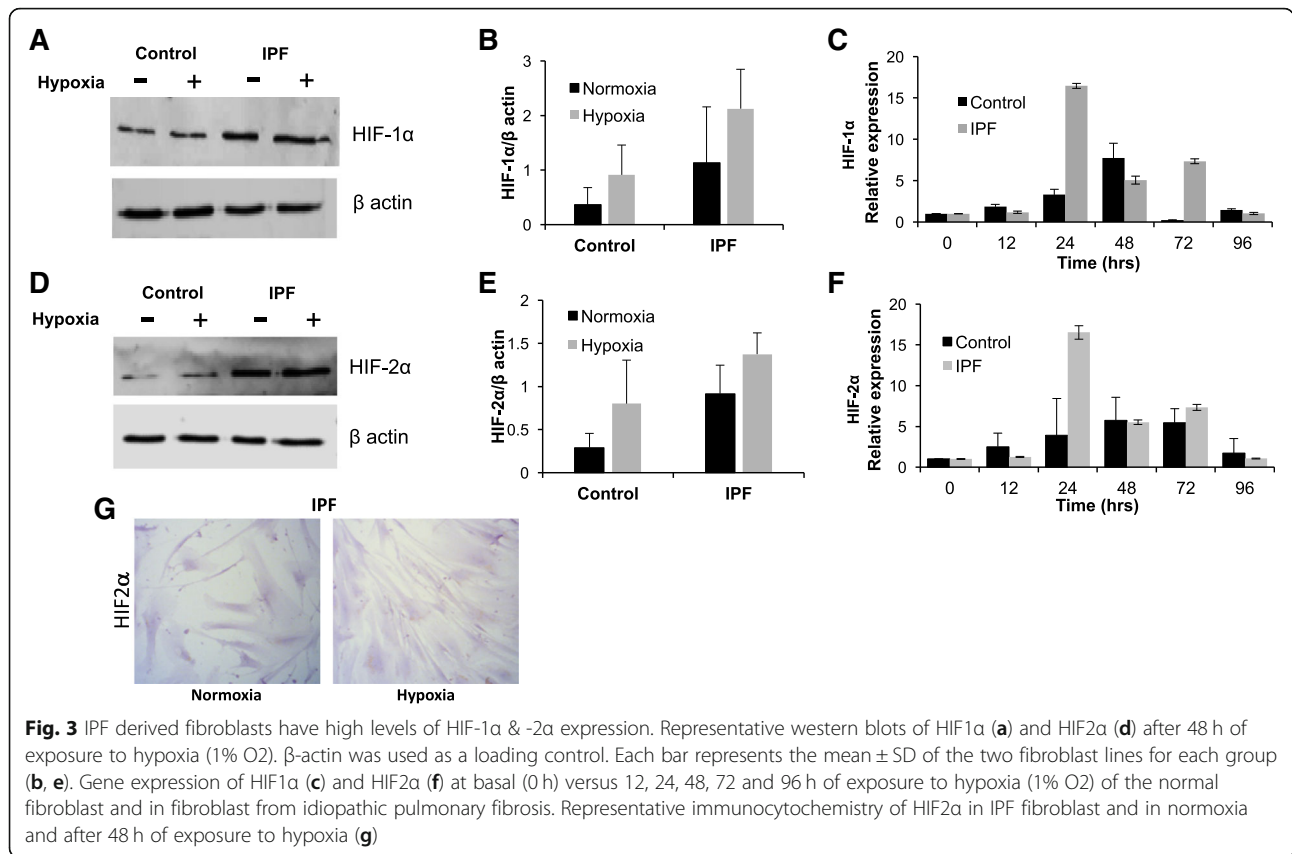 A
Control IPF
Hypoxia – + – +
HIF-1α
β actin
B
HIF-1α/β actin
3
2
1
0
Normoxia
Hypoxia
Control IPF
C
HIF-1α
Relative expression
20
15
10
5
0
Control
IPF
0 12 24 48 72 96
Time (hrs)
D
Control IPF
Hypoxia – + – +
HIF-2α
β actin
E
HIF-2α/β actin
2
1.5
1
0.5
0
Normoxia
Hypoxia
Control IPF
F
HIF-2α
Relative expression
20
15
10
5
0
Control
IPF
0 12 24 48 72 96
Time (hrs)
G
IPF
HIF2α
Normoxia Hypoxia
Fig. 3 IPF derived fibroblasts have high levels of HIF-1α & -2α expression. Representative western blots of HIF1α (a) and HIF2α (d) after 48 h of
exposure to hypoxia (1% O2). β-actin was used as a loading control. Each bar represents the mean ± SD of the two fibroblast lines for each group
(b, e). Gene expression of HIF1α (c) and HIF2α (f) at basal (0 h) versus 12, 24, 48, 72 and 96 h of exposure to hypoxia (1% O2) of the normal
fibroblast and in fibroblast from idiopathic pulmonary fibrosis. Representative immunocytochemistry of HIF2α in IPF fibroblast and in normoxia
and after 48 h of exposure to hypoxia (g)